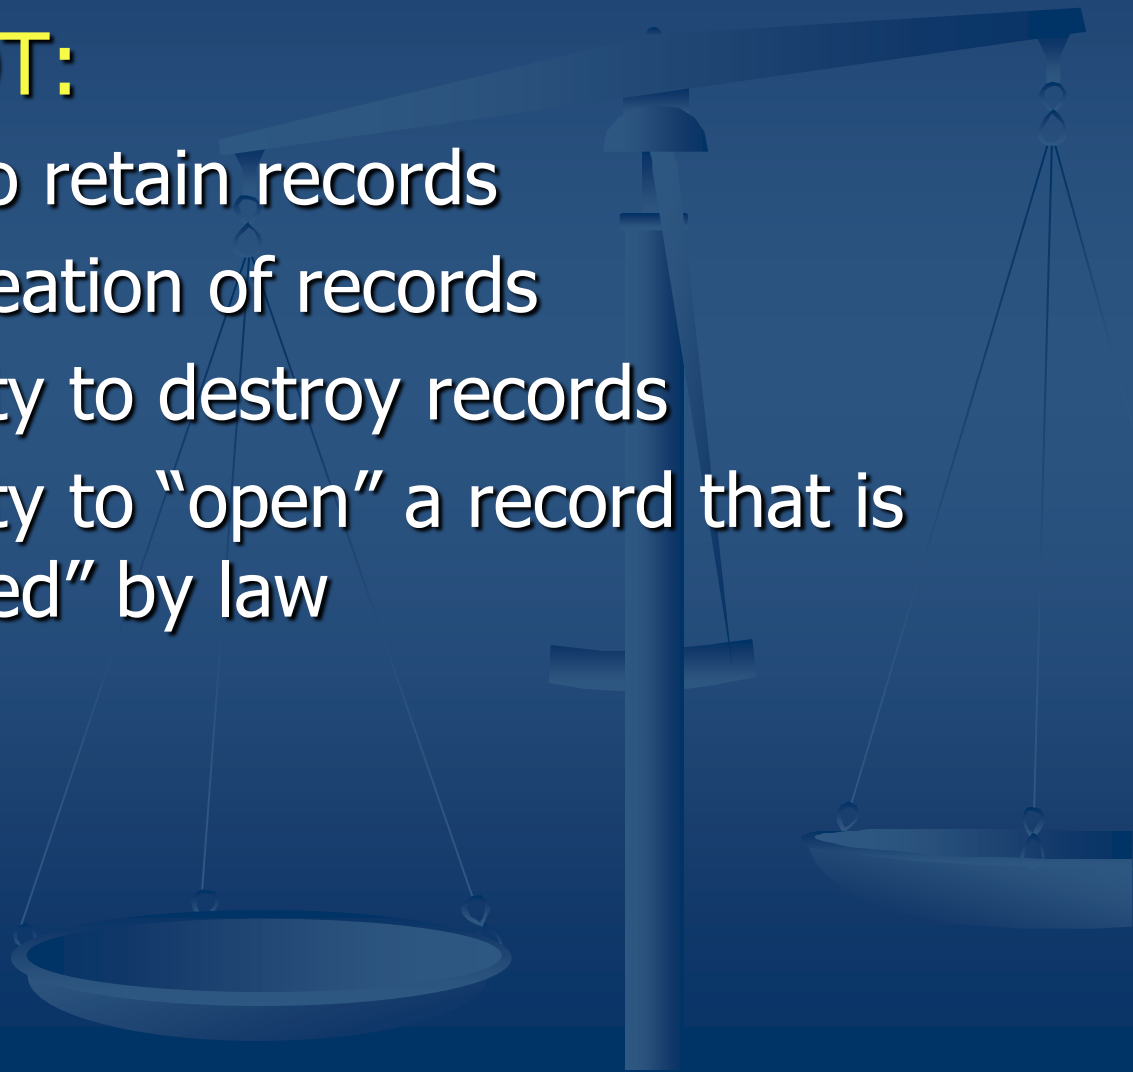 T:
o retain records
eation of records
ty to destroy records
ty to “open” a record that is
ed” by law